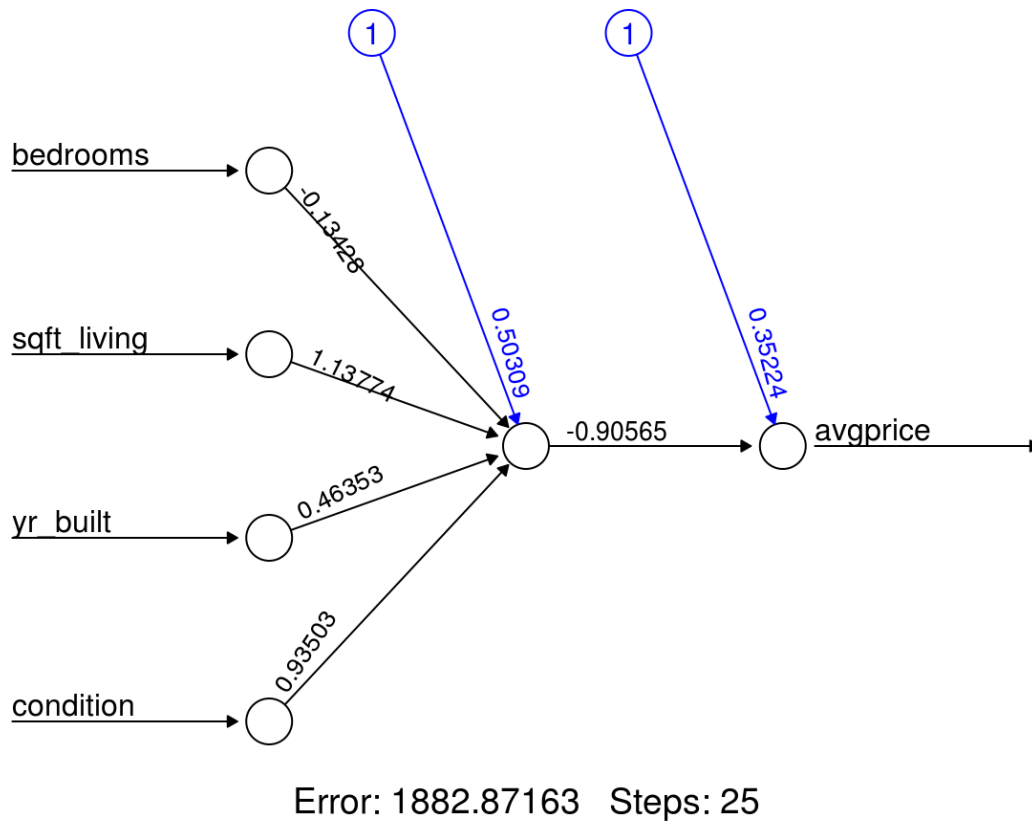 1
1
bedrooms
-0.13428
sqft_living
1.13774
0.50309
0.35224
-0.90565
avgprice
0.46353
yr_built
0.93503
condition
Error: 1882.87163 Steps: 25